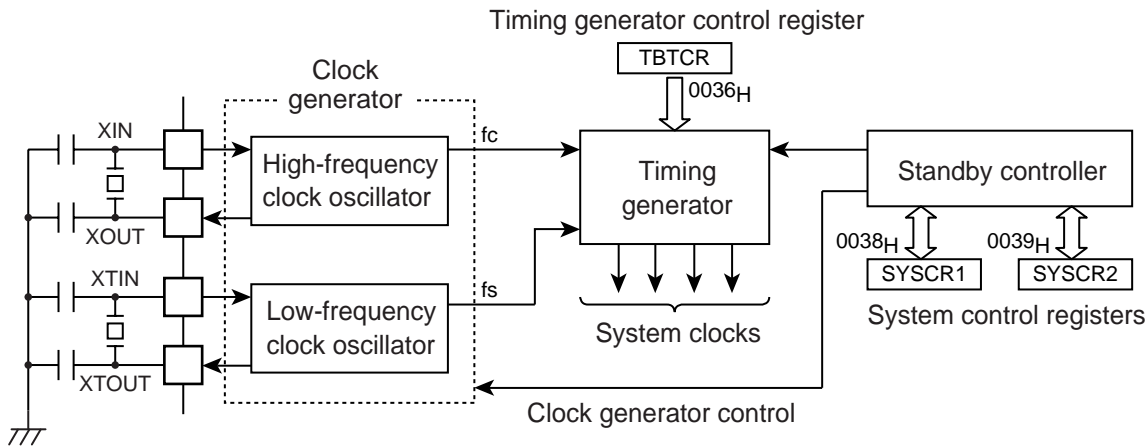 Timing generator control register
TBTCR
0036H
Clock
generator
XIN
High-frequency
clock oscillator
fc
Timing
generator
Standby controller
XOUT
0038H
0039H
SYSCR1
SYSCR2
System control registers
XTIN
Low-frequency
clock oscillator
fs
System clocks
XTOUT
Clock generator control